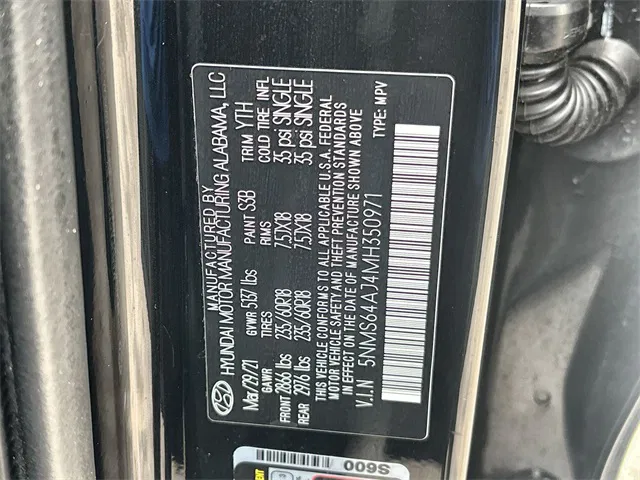 MANUFACTURED BY
HYUNDAI MOTOR MANUFACTURING ALABAMA, LLC
Mar/29/21 GVWR 5137 lbs PAINT S3B TRIM YTH
GAWR TIRES RIMS COLD TIRE INFL
FRONT 2866 lbs 235/60R18 7.5JX18 35 psi SINGLE
REAR 2976 lbs 235/60R18 7.5JX18 35 psi SINGLE
THIS VEHICLE CONFORMS TO ALL APPLICABLE U.S.A. FEDERAL
MOTOR VEHICLE SAFETY AND THEFT PREVENTION STANDARDS
IN EFFECT ON THE DATE OF MANUFACTURE SHOWN ABOVE
V.I.N 5NMS64AJ4MH350971 TYPE: MPV
S600